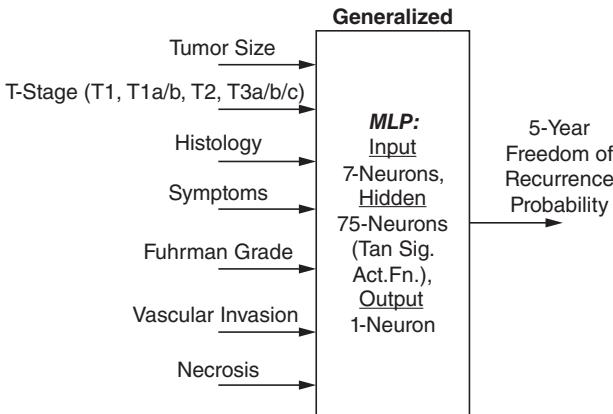 Generalized
Tumor Size
T-Stage (T1, T1a/b, T2, T3a/b/c)
Histology
Symptoms
Fuhrman Grade
Vascular Invasion
Necrosis
MLP:
Input
7-Neurons,
Hidden
75-Neurons
(Tan Sig.
Act.Fn.),
Output
1-Neuron
5-Year
Freedom of
Recurrence
Probability